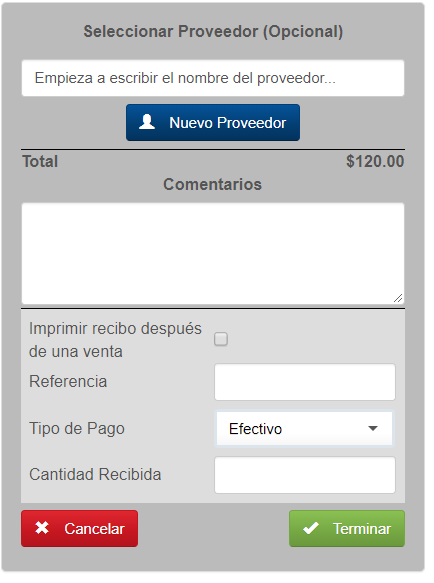 Seleccionar Proveedor (Opcional)
Empieza a escribir el nombre del proveedor...
Nuevo Proveedor
Total $120.00
Comentarios
Imprimir recibo después
de una venta
Referencia
Tipo de Pago Efectivo
Cantidad Recibida
Cancelar Terminar